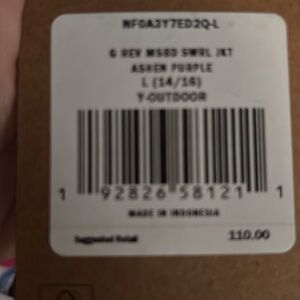 NF0A3Y7ED2Q-L
G REV MSBD SWRL JKT
ASHEN PURPLE
L (14/16)
Y-OUTDOOR
1 92826 58121 1
MADE IN INDONESIA
Suggested Retail 110.00